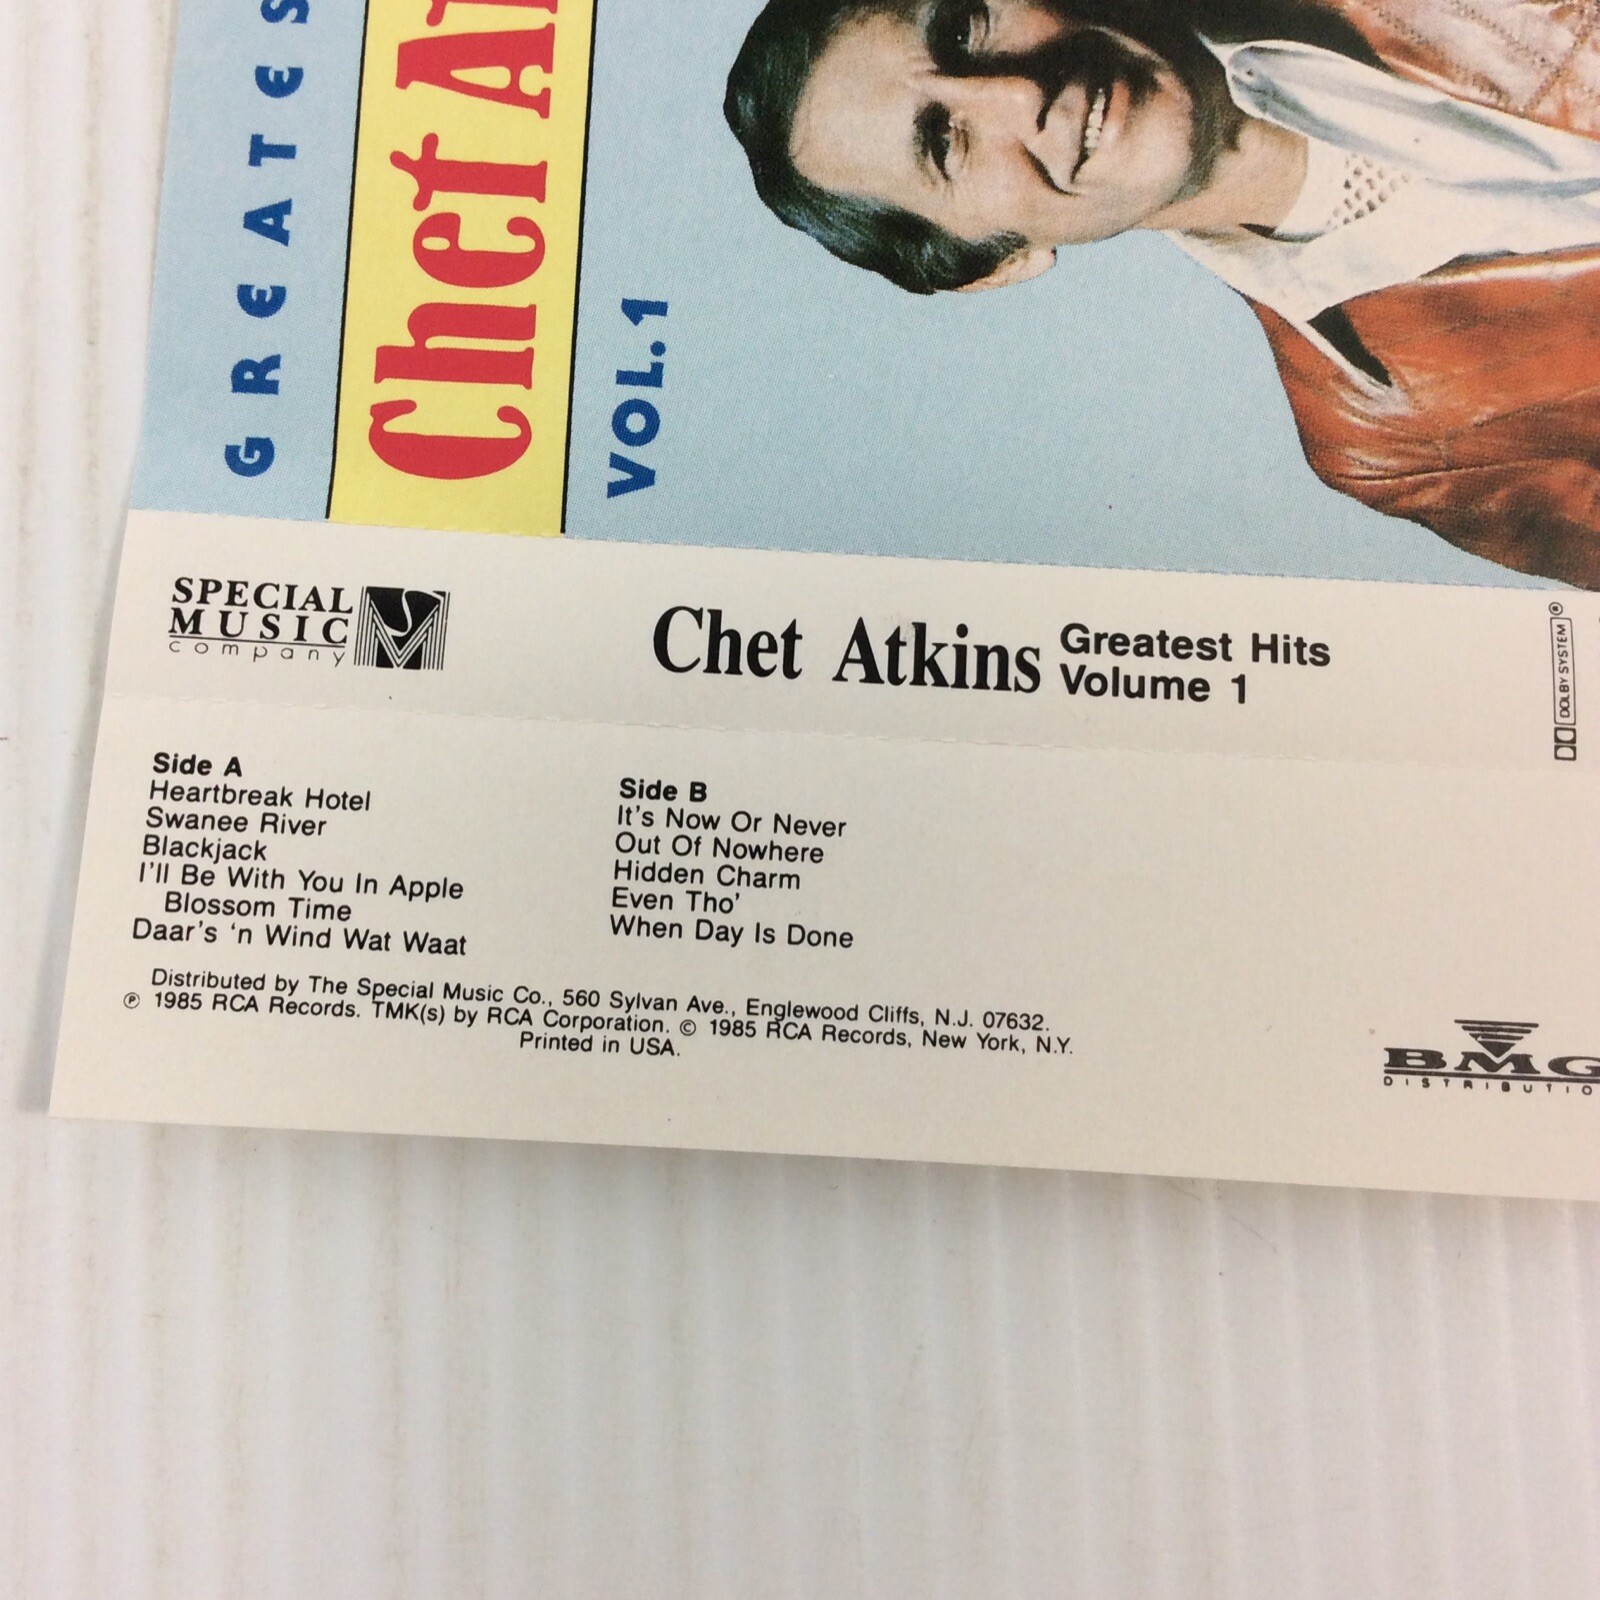 GREATES
Chet
VOL. 1
SPECIAL
MUSIC
company
Chet Atkins
Greatest Hits
Volume 1
DOLBY SYSTEM ®
Side A
Heartbreak Hotel
Swanee River
Blackjack
I'll Be With You In Apple
Blossom Time
Daar's 'n Wind Wat Waat
Side B
It's Now Or Never
Out Of Nowhere
Hidden Charm
Even Tho'
When Day Is Done
Distributed by The Special Music Co., 560 Sylvan Ave., Englewood Cliffs, N.J. 07632.
℗ 1985 RCA Records. TMK(s) by RCA Corporation. © 1985 RCA Records, New York, N.Y.
Printed in USA.
BMG
DISTRIBUTIO